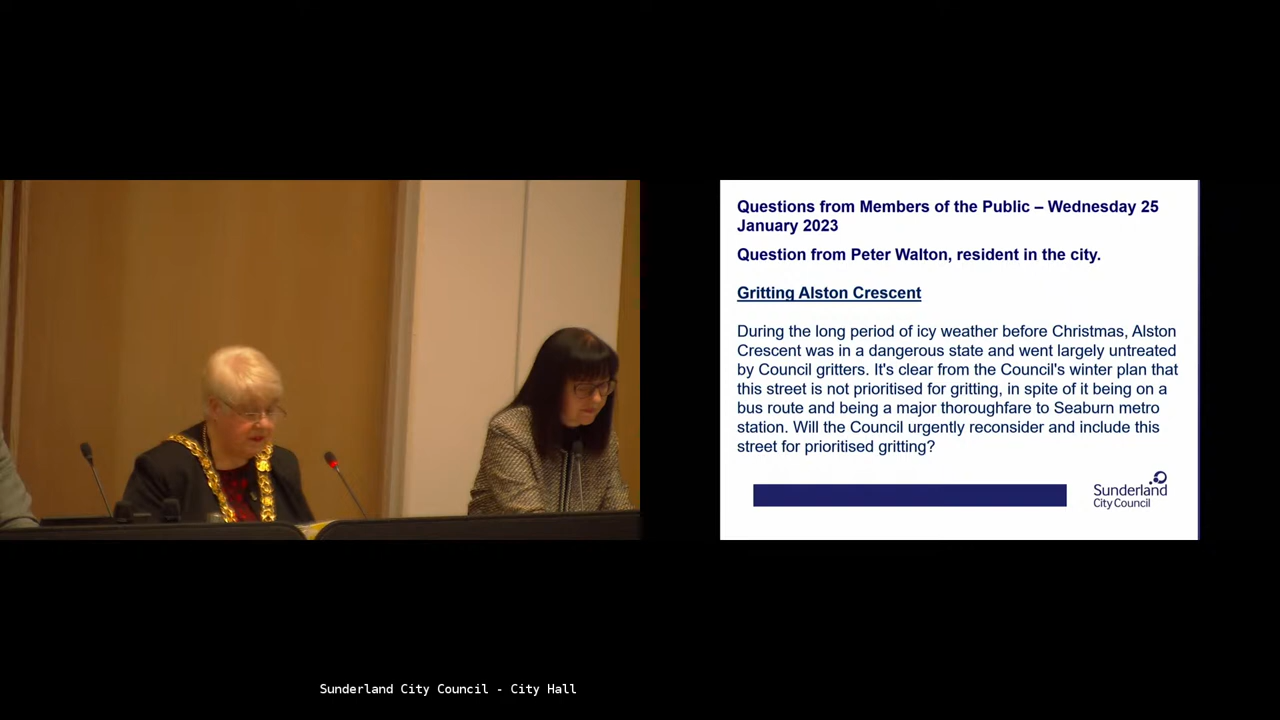 Questions from Members of the Public – Wednesday 25
January 2023
Question from Peter Walton, resident in the city.
Gritting Alston Crescent
During the long period of icy weather before Christmas, Alston
Crescent was in a dangerous state and went largely untreated
by Council gritters. It's clear from the Council's winter plan that
this street is not prioritised for gritting, in spite of it being on a
bus route and being a major thoroughfare to Seaburn metro
station. Will the Council urgently reconsider and include this
street for prioritised gritting?
Sunderland
City Council
Sunderland City Council - City Hall